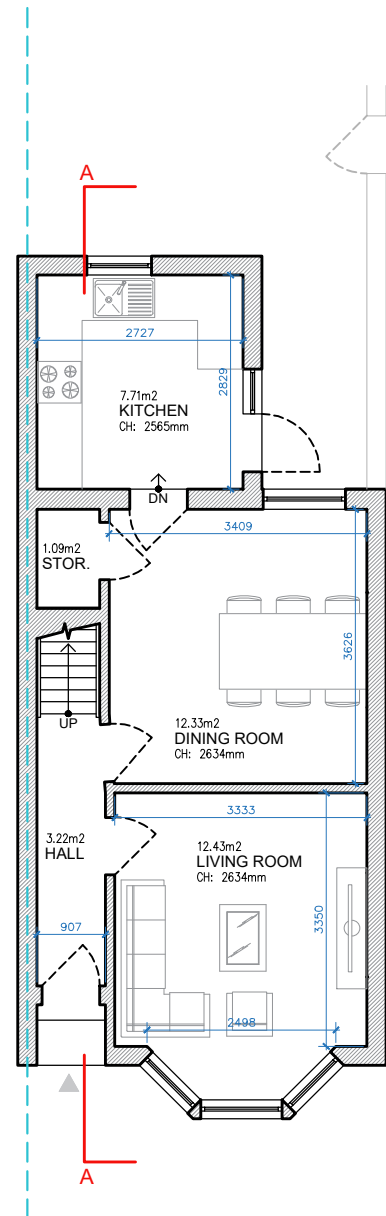 A
2727
2829
7.71m2
KITCHEN
CH: 2565mm
DN
3409
1.09m2
STOR.
3626
UP
12.33m2
DINING ROOM
CH: 2634mm
3333
3.22m2
HALL
12.43m2
LIVING ROOM
CH: 2634mm
3350
907
2498
A